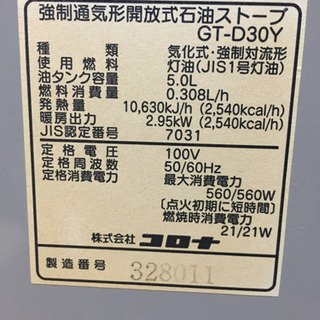 強制通気形開放式石油ストーブ
GT-D30Y
種類 気化式・強制対流形
使用燃料 灯油(JIS1号灯油)
油タンク容量 5.0L
燃料消費量 0.308L/h
発熱量 10,630kJ/h (2,540kcal/h)
暖房出力 2.95kW (2,540kcal/h)
JIS認定番号 7031
定格電圧 100V
定格周波数 50/60Hz
最大消費電力
560/560W
〔点火初期に短時間〕
燃焼時消費電力
21/21W
株式会社 コロナ
製造番号 328011